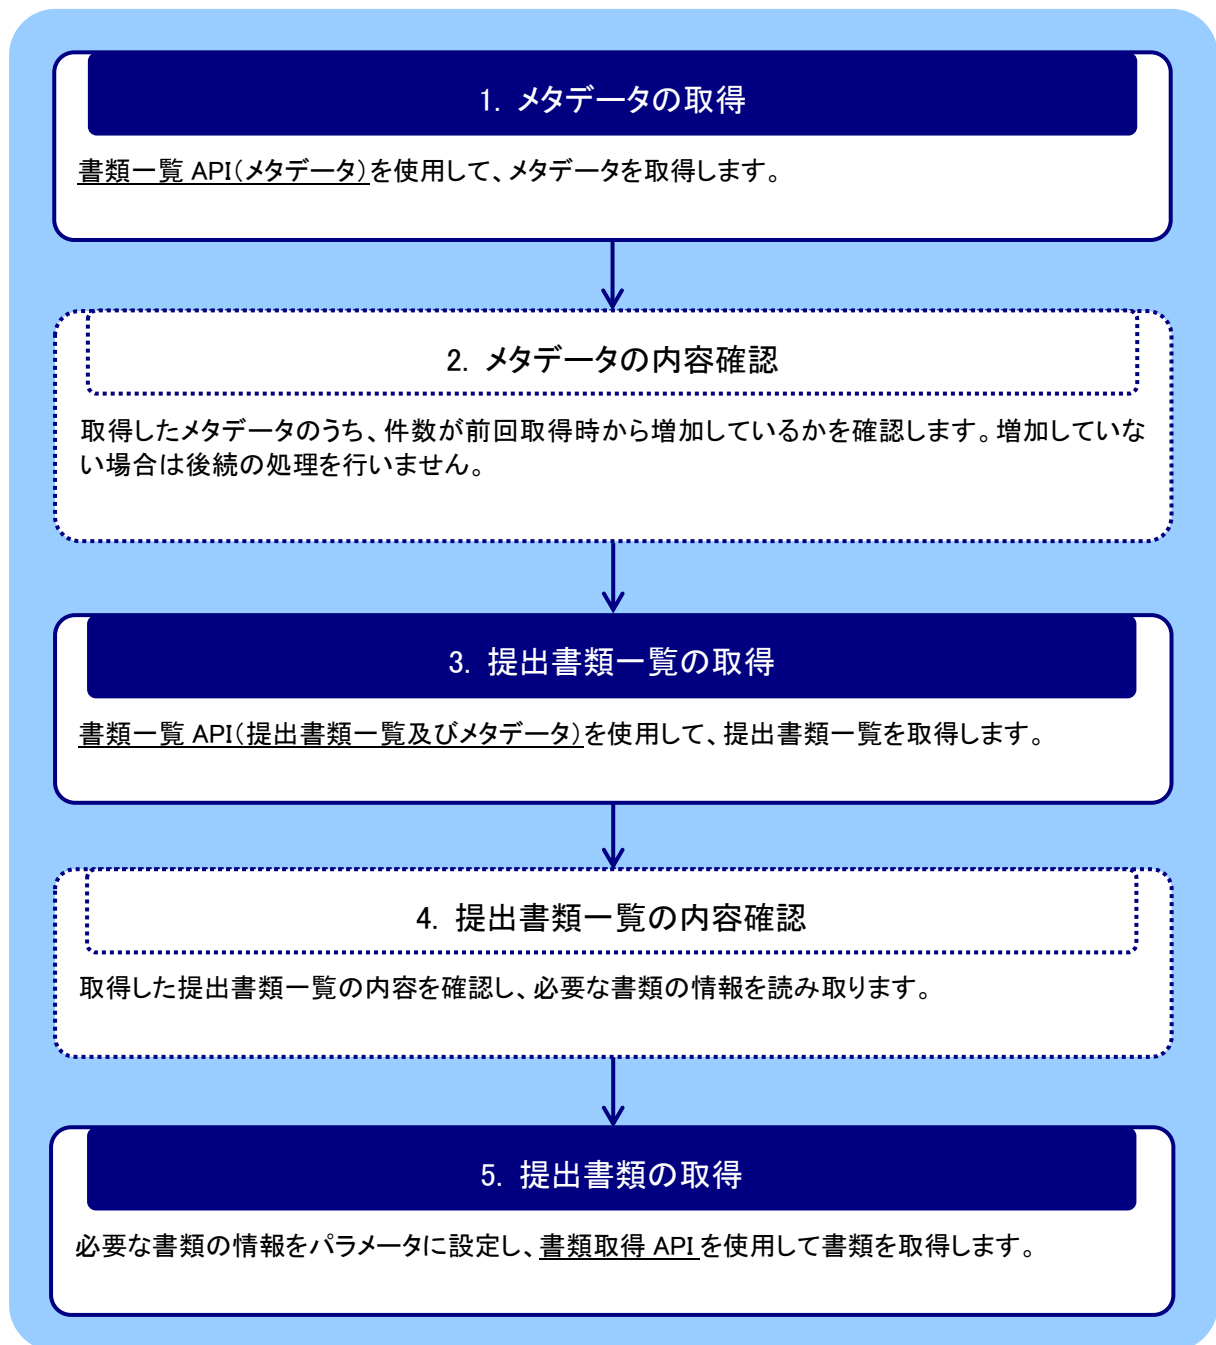 1. メタデータの取得
書類一覧 API(メタデータ)を使用して、メタデータを取得します。
2. メタデータの内容確認
取得したメタデータのうち、件数が前回取得時から増加しているかを確認します。増加していな
い場合は後続の処理を行いません。
3. 提出書類一覧の取得
書類一覧 API(提出書類一覧及びメタデータ)を使用して、提出書類一覧を取得します。
4. 提出書類一覧の内容確認
取得した提出書類一覧の内容を確認し、必要な書類の情報を読み取ります。
5. 提出書類の取得
必要な書類の情報をパラメータに設定し、書類取得 API を使用して書類を取得します。